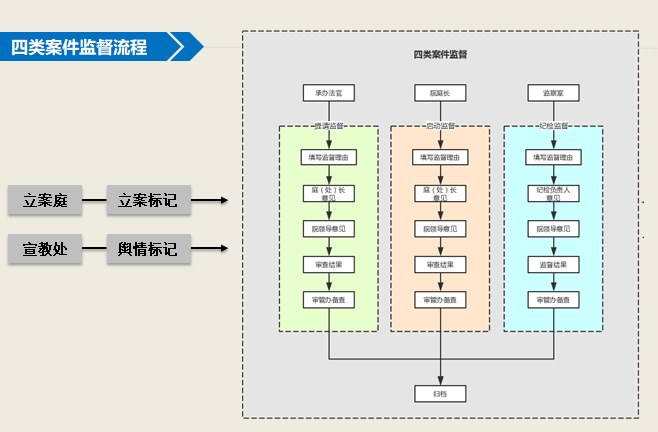 四类案件监督流程
四类案件监督
承办法官
院庭长
监察室
提请监督
启动监督
纪检监督
填写监督理由
填写监督理由
填写监督理由
庭（处）长
意见
庭（处）长
意见
纪检负责人
意见
院领导意见
院领导意见
院领导意见
审查结果
审查结果
监督结果
审管办备查
审管办备查
审管办备查
归档
立案庭
立案标记
宣教处
舆情标记